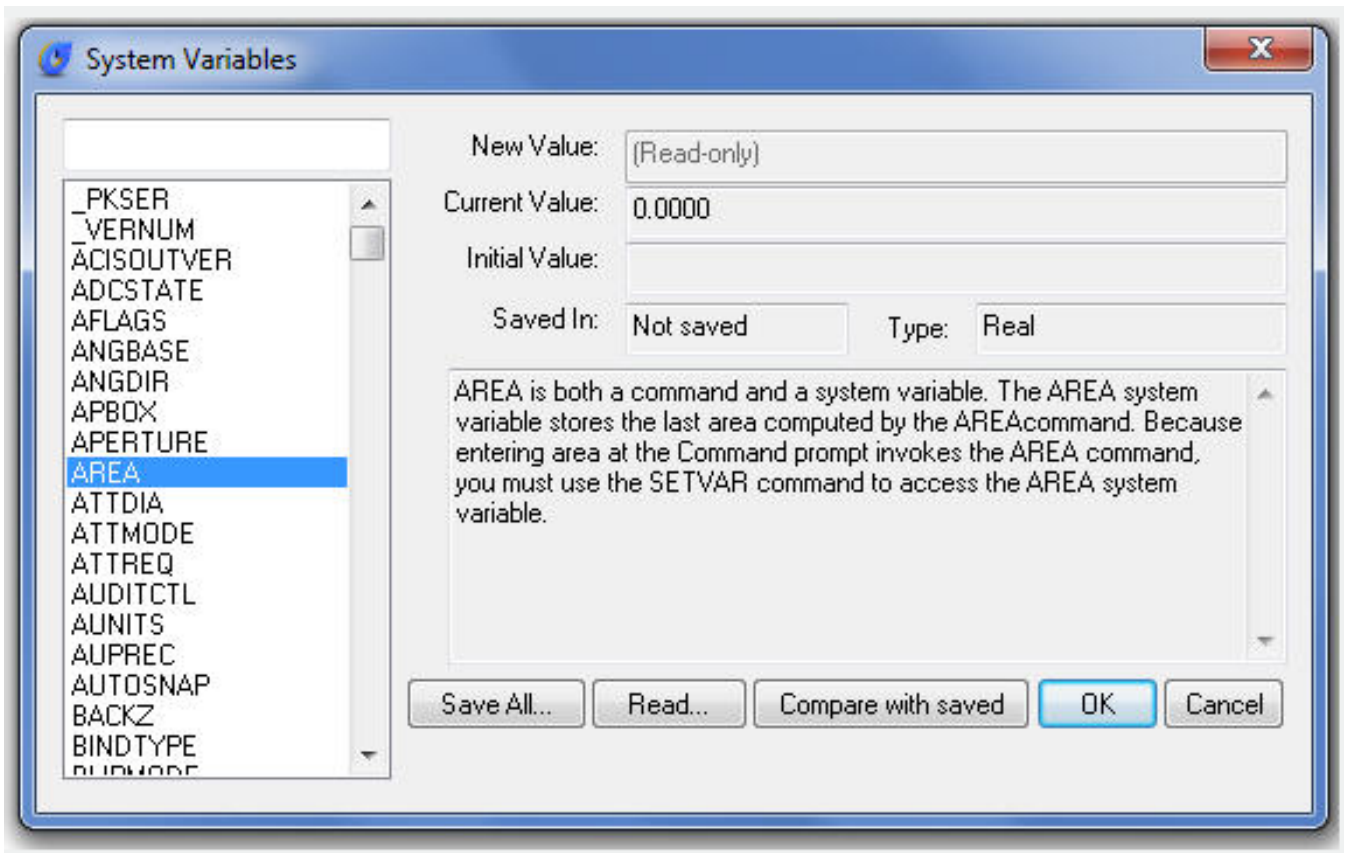 System Variables
_PKSER
_VERNUM
ACISOUTVER
ADCSTATE
AFLAGS
ANGBASE
ANGDIR
APBOX
APERTURE
AREA
ATTDIA
ATTMODE
ATTREQ
AUDITCTL
AUNITS
AUPREC
AUTOSNAP
BACKZ
BINDTYPE
New Value: (Read-only)
Current Value: 0.0000
Initial Value:
Saved In: Not saved Type: Real
AREA is both a command and a system variable. The AREA system
variable stores the last area computed by the AREAcommand. Because
entering area at the Command prompt invokes the AREA command,
you must use the SETVAR command to access the AREA system
variable.
Save All... Read... Compare with saved OK Cancel